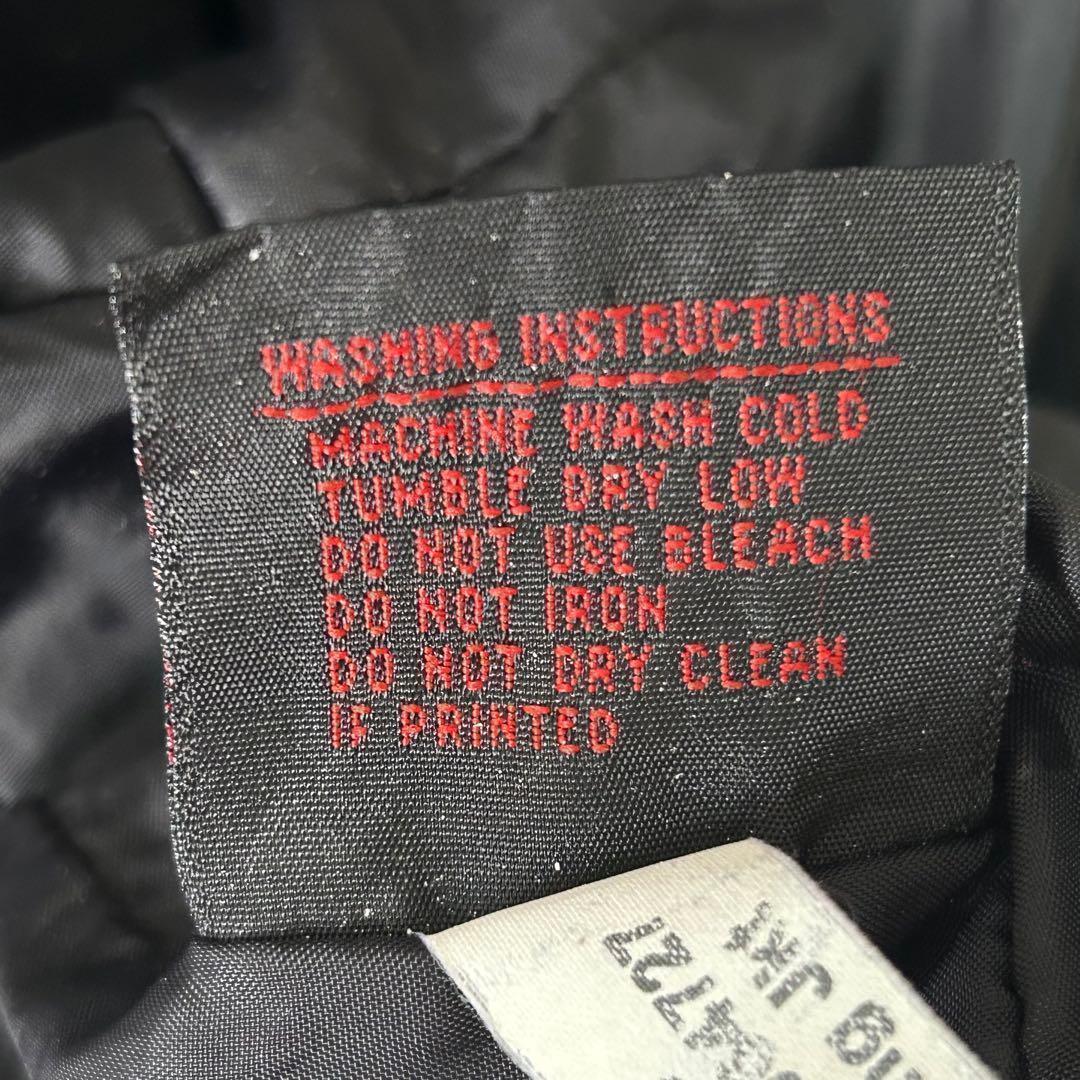 WASHING INSTRUCTIONS
MACHINE WASH COLD
TUMBLE DRY LOW
DO NOT USE BLEACH
DO NOT IRON
DO NOT DRY CLEAN
IF PRINTED